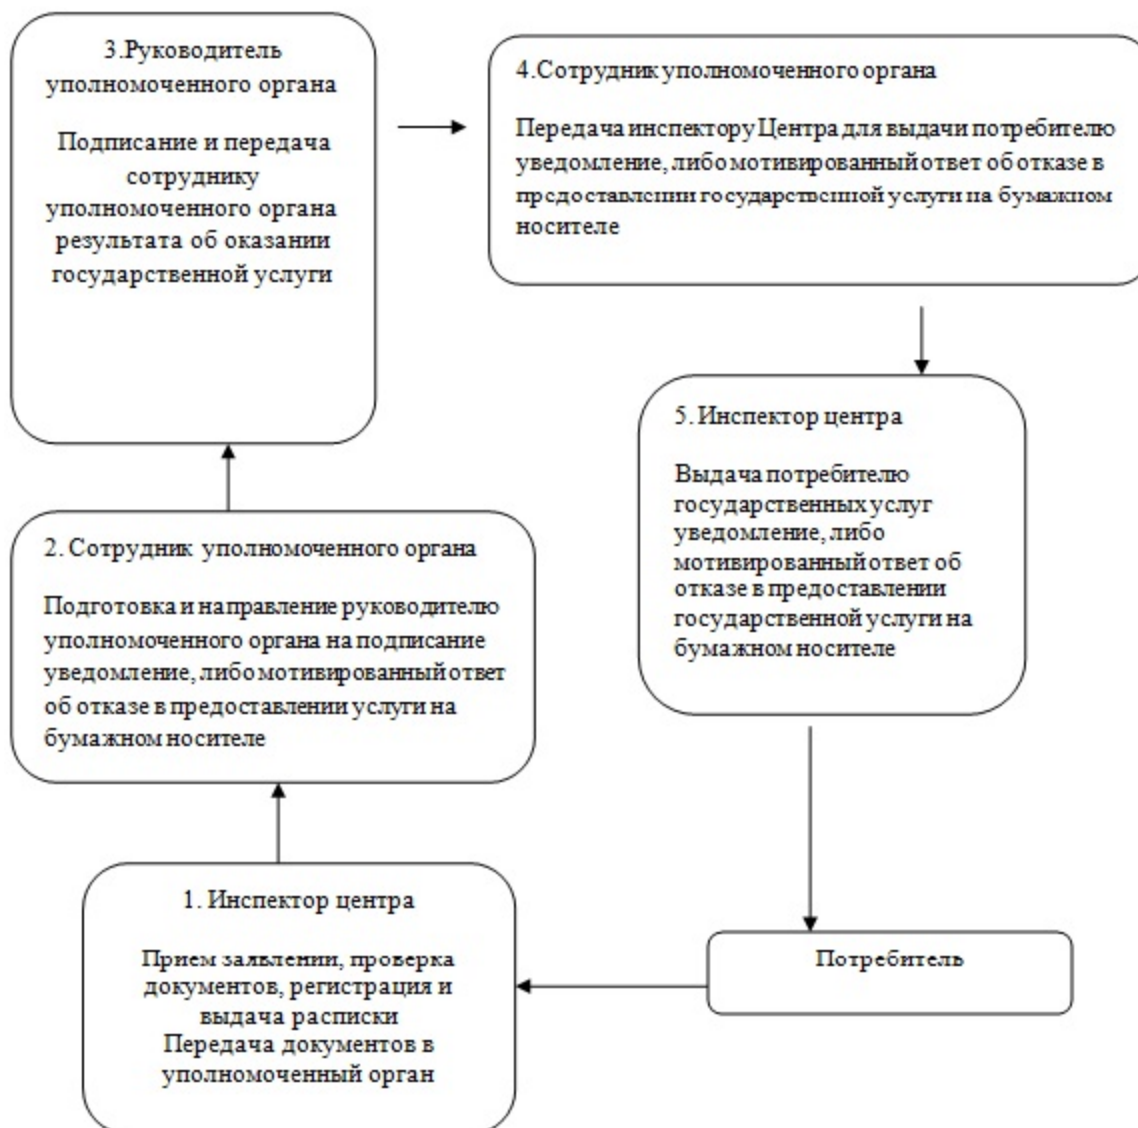 3.Руководитель
уполномоченного органа
Подписание и передача
сотруднику
уполномоченного органа
результата об оказании
государственной услуги
4.Сотрудник уполномоченного органа
Передача инспектору Центра для выдачи потребителю
уведомление, либо мотивированный ответ об отказе в
предоставлении государственной услуги на бумажном
носителе
5. Инспектор центра
Выдача потребителю
государственных услуг
уведомление, либо
мотивированный ответ об
отказе в предоставлении
государственной услуги на
бумажном носителе
2. Сотрудник уполномоченного органа
Подготовка и направление руководителю
уполномоченного органа на подписание
уведомление, либо мотивированный ответ
об отказе в предоставлении услуги на
бумажном носителе
1. Инспектор центра
Прием заявлении, проверка
документов, регистрация и
выдача расписки
Передача документов в
уполномоченный орган
Потребитель